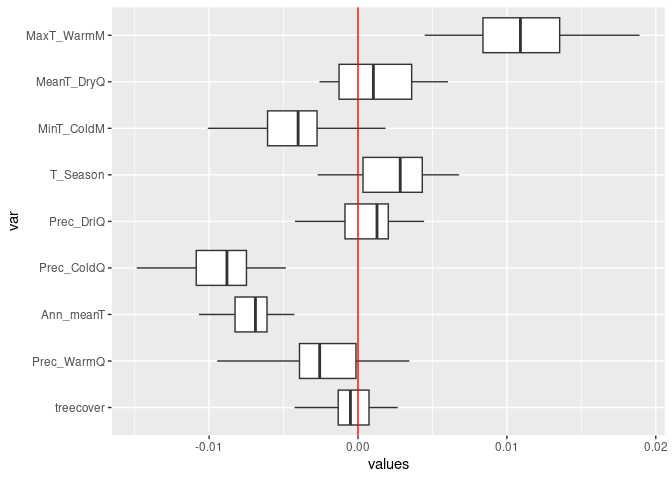 MaxT_WarmM
MeanT_DryQ
MinT_ColdM
T_Season
Prec_DriQ
Prec_ColdQ
Ann_meanT
Prec_WarmQ
treecover
var
-0.01 0.00 0.01 0.02
values